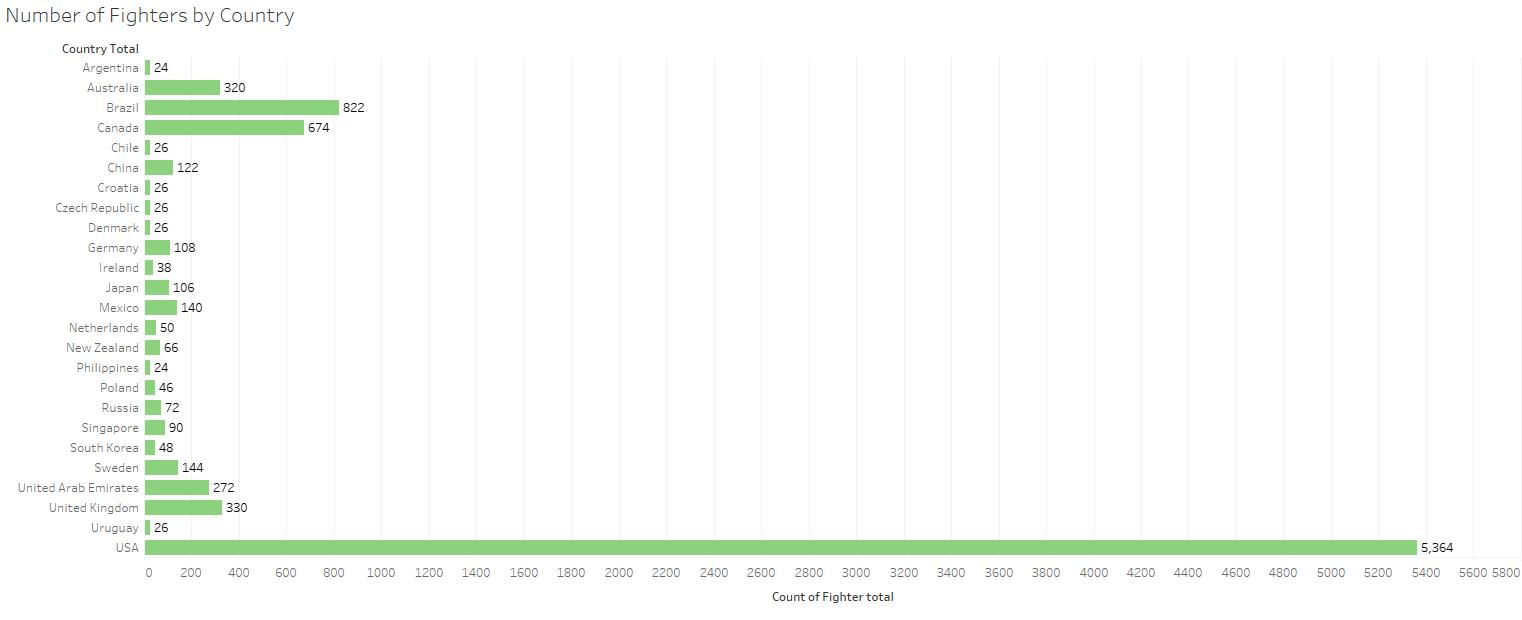 Number of Fighters by Country
Country Total
Argentina 24
Australia 320
Brazil 822
Canada 674
Chile 26
China 122
Croatia 26
Czech Republic 26
Denmark 26
Germany 108
Ireland 38
Japan 106
Mexico 140
Netherlands 50
New Zealand 66
Philippines 24
Poland 46
Russia 72
Singapore 90
South Korea 48
Sweden 144
United Arab Emirates 272
United Kingdom 330
Uruguay 26
USA 5,364
0 200 400 600 800 1000 1200 1400 1600 1800 2000 2200 2400 2600 2800 3000 3200 3400 3600 3800 4000 4200 4400 4600 4800 5000 5200 5400 5600 5800
Count of Fighter total